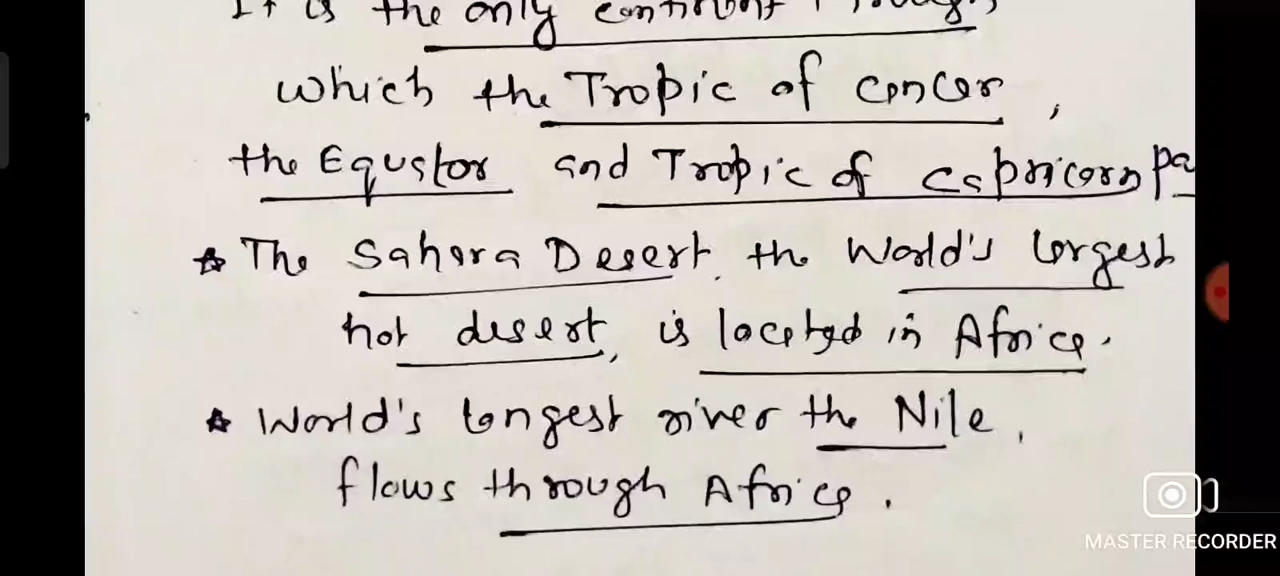 It is the only continent through
which the Tropic of cancer,
the Equator and Tropic of Capricorn pa
☆ The Sahara Desert, the World's largest
hot desert, is located in Africa.
☆ World's longest river the Nile,
flows through Africa.
MASTER RECORDER